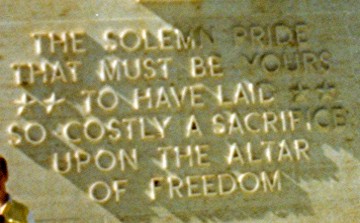 THE SOLEMN PRIDE
THAT MUST BE YOURS
★★ TO HAVE LAID ★★
SO COSTLY A SACRIFICE
UPON THE ALTAR
OF FREEDOM